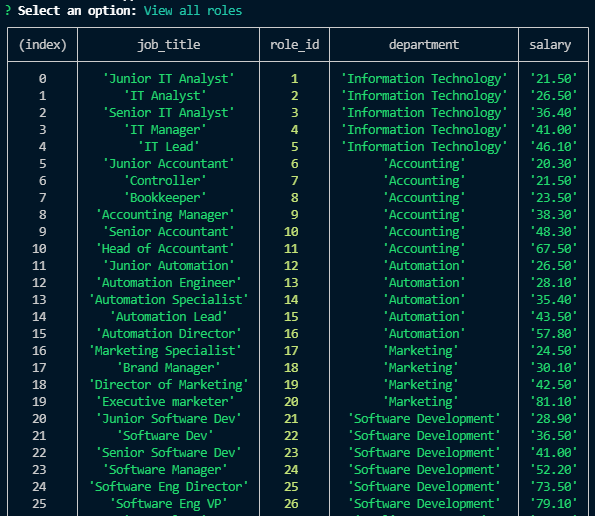 ? Select an option: View all roles
(index) job_title role_id department salary
0 'Junior IT Analyst' 1 'Information Technology' '21.50'
1 'IT Analyst' 2 'Information Technology' '26.50'
2 'Senior IT Analyst' 3 'Information Technology' '36.40'
3 'IT Manager' 4 'Information Technology' '41.00'
4 'IT Lead' 5 'Information Technology' '46.10'
5 'Junior Accountant' 6 'Accounting' '20.30'
6 'Controller' 7 'Accounting' '21.50'
7 'Bookkeeper' 8 'Accounting' '23.50'
8 'Accounting Manager' 9 'Accounting' '38.30'
9 'Senior Accountant' 10 'Accounting' '48.30'
10 'Head of Accountant' 11 'Accounting' '67.50'
11 'Junior Automation' 12 'Automation' '26.50'
12 'Automation Engineer' 13 'Automation' '28.10'
13 'Automation Specialist' 14 'Automation' '35.40'
14 'Automation Lead' 15 'Automation' '43.50'
15 'Automation Director' 16 'Automation' '57.80'
16 'Marketing Specialist' 17 'Marketing' '24.50'
17 'Brand Manager' 18 'Marketing' '30.10'
18 'Director of Marketing' 19 'Marketing' '42.50'
19 'Executive marketer' 20 'Marketing' '81.10'
20 'Junior Software Dev' 21 'Software Development' '28.90'
21 'Software Dev' 22 'Software Development' '36.50'
22 'Senior Software Dev' 23 'Software Development' '41.00'
23 'Software Manager' 24 'Software Development' '52.20'
24 'Software Eng Director' 25 'Software Development' '73.50'
25 'Software Eng VP' 26 'Software Development' '79.10'